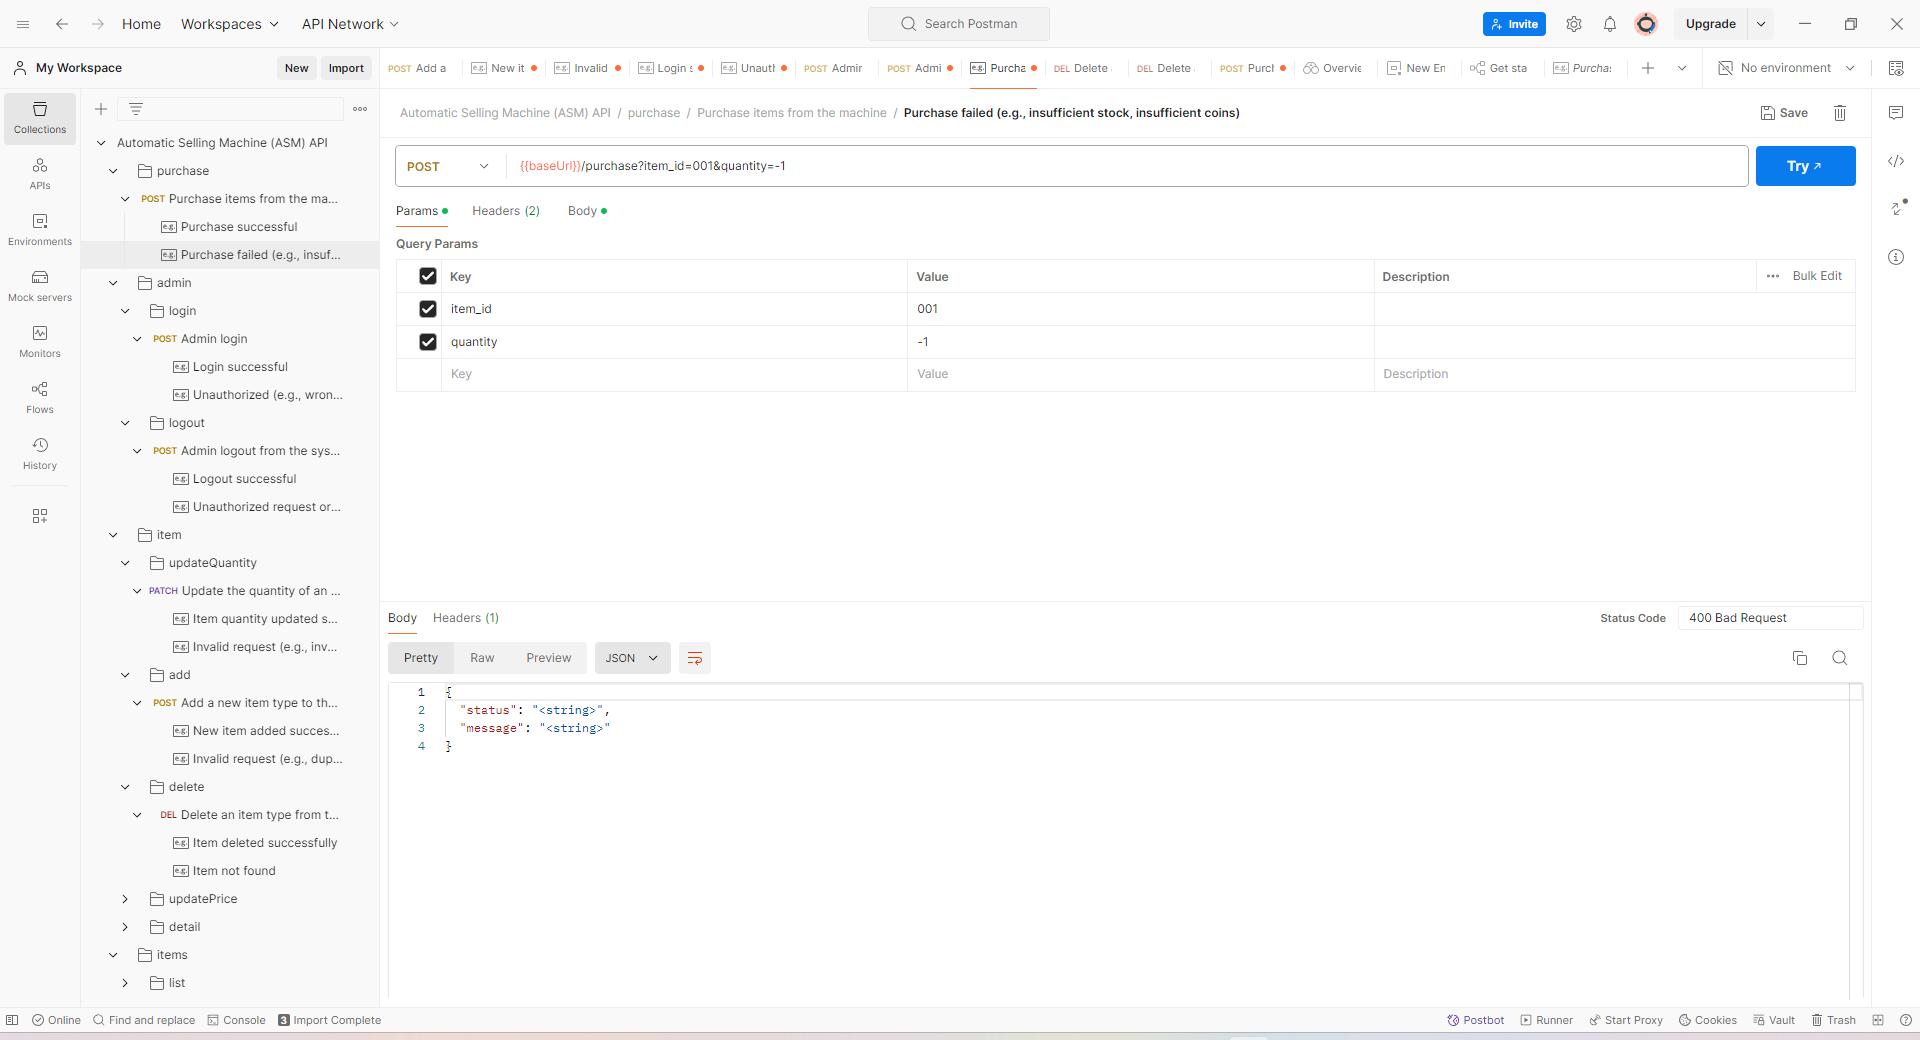 Home
Workspaces
API Network
Search Postman
Invite
Upgrade
My Workspace
New
Import
POST Add a
e.g. New it
e.g. Invalid
e.g. Login s
e.g. Unauth
POST Admir
POST Admi
e.g. Purcha
DEL Delete
DEL Delete
POST Purcl
Overvie
New En
Get sta
e.g. Purcha
No environment
Collections
APIs
Environments
Mock servers
Monitors
Flows
History
Automatic Selling Machine (ASM) API
purchase
POST Purchase items from the ma...
e.g. Purchase successful
e.g. Purchase failed (e.g., insuf...
admin
login
POST Admin login
e.g. Login successful
e.g. Unauthorized (e.g., wron...
logout
POST Admin logout from the sys...
e.g. Logout successful
e.g. Unauthorized request or...
item
updateQuantity
PATCH Update the quantity of an ...
e.g. Item quantity updated s...
e.g. Invalid request (e.g., inv...
add
POST Add a new item type to th...
e.g. New item added succes...
e.g. Invalid request (e.g., dup...
delete
DEL Delete an item type from t...
e.g. Item deleted successfully
e.g. Item not found
updatePrice
detail
items
list
Automatic Selling Machine (ASM) API / purchase / Purchase items from the machine / Purchase failed (e.g., insufficient stock, insufficient coins)
Save
POST
{{baseUrl}}/purchase?item_id=001&quantity=-1
Try
Params
Headers (2)
Body
Query Params
Key Value Description Bulk Edit
item_id 001
quantity -1
Key Value Description
Body
Headers (1)
Status Code
400 Bad Request
Pretty
Raw
Preview
JSON
1 {
2 "status": "<string>",
3 "message": "<string>"
4 }
Online
Find and replace
Console
3 Import Complete
Postbot
Runner
Start Proxy
Cookies
Vault
Trash